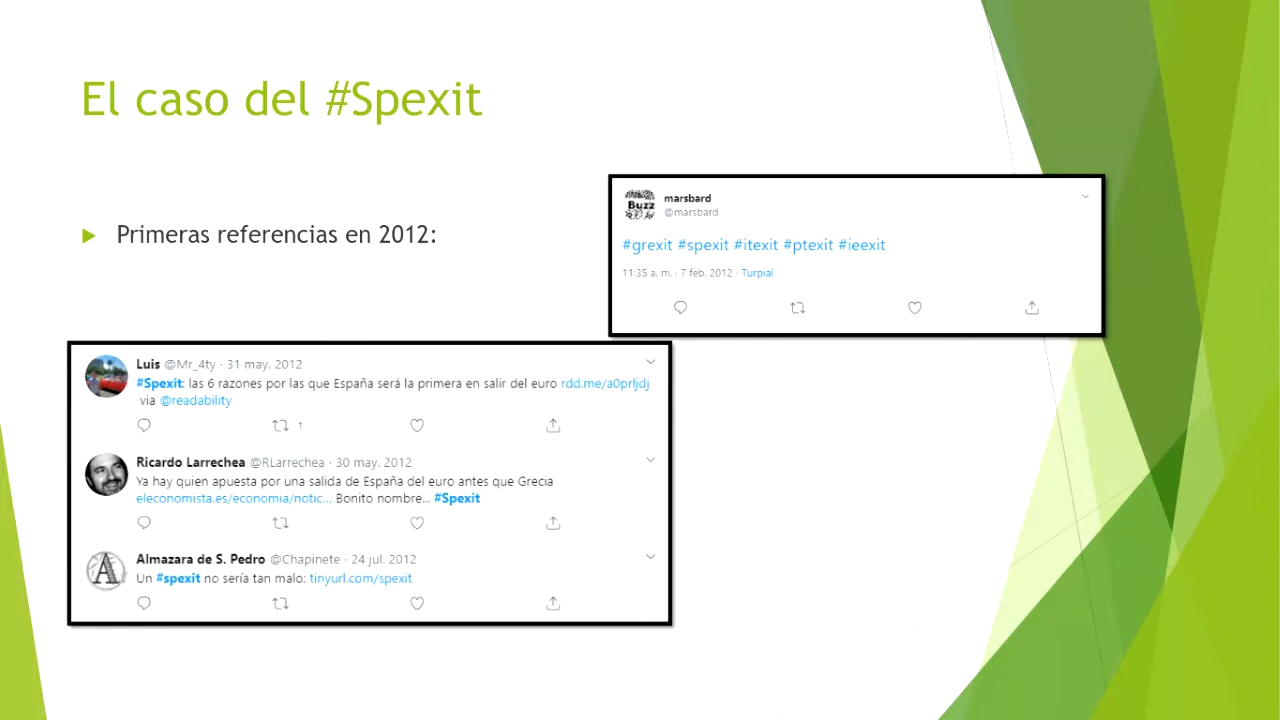 El caso del #Spexit
Primeras referencias en 2012:
Buzz
marsbard
@marsbard
#grexit #spexit #itexit #ptexit #ieexit
11:35 a. m. · 7 feb. 2012 · Turpial
Luis @Mr_4ty · 31 may. 2012
#Spexit: las 6 razones por las que España será la primera en salir del euro rdd.me/a0prljdj
vía @readability
1
Ricardo Larrechea @RLarrechea · 30 may. 2012
Ya hay quien apuesta por una salida de España del euro antes que Grecia
eleconomista.es/economia/notic... Bonito nombre... #Spexit
A
Almazara de S. Pedro @Chapinete · 24 jul. 2012
Un #spexit no sería tan malo: tinyurl.com/spexit